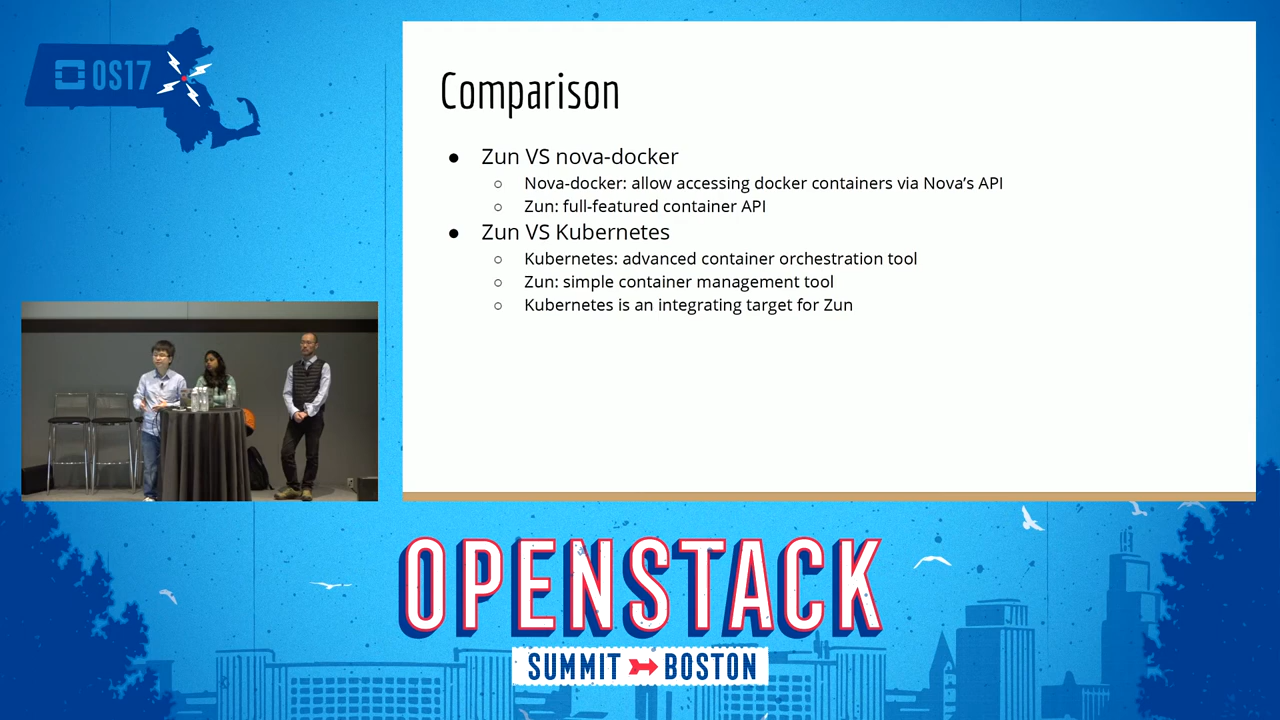 OS17
Comparison
● Zun VS nova-docker
○ Nova-docker: allow accessing docker containers via Nova's API
○ Zun: full-featured container API
● Zun VS Kubernetes
○ Kubernetes: advanced container orchestration tool
○ Zun: simple container management tool
○ Kubernetes is an integrating target for Zun
OPENSTACK
SUMMIT BOSTON